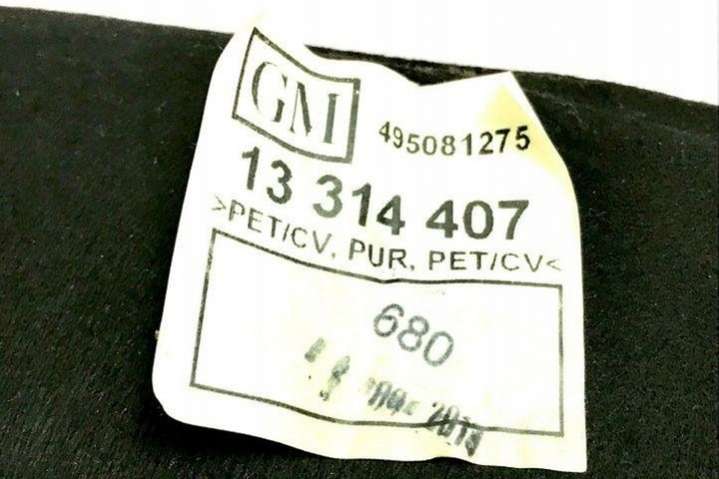 GM
495081275
13 314 407
>PET/CV, PUR, PET/CV<
680